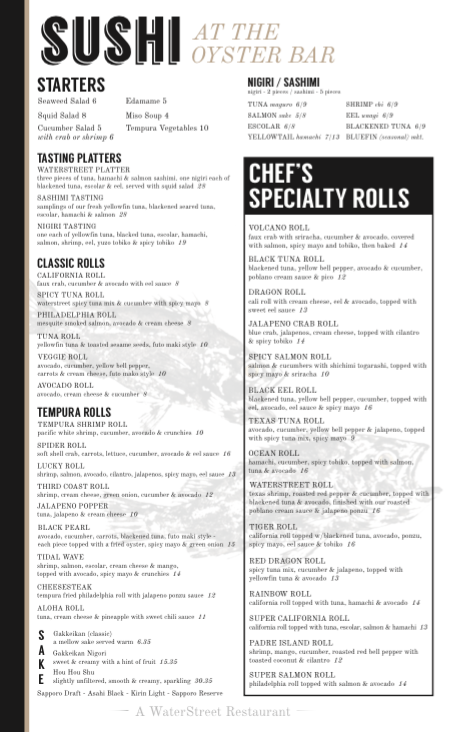 SUSHI AT THE
OYSTER BAR
STARTERS
Seaweed Salad 6
Edamame 5
Squid Salad 8
Miso Soup 4
Cucumber Salad 5
with crab or shrimp 6
Tempura Vegetables 10
TASTING PLATTERS
WATERSTREET PLATTER
three pieces of tuna, hamachi & salmon sashimi, one nigiri each of
blackened tuna, escolar & eel, served with squid salad 28
SASHIMI TASTING
samplings of our fresh yellowfin tuna, blackened seared tuna,
escolar, hamachi & salmon 28
NIGIRI TASTING
one each of yellowfin tuna, blacked tuna, escolar, hamachi,
salmon, shrimp, eel, yuzu tobiko & spicy tobiko 19
CLASSIC ROLLS
CALIFORNIA ROLL
faux crab, cucumber & avocado with eel sauce 8
SPICY TUNA ROLL
waterstreet spicy tuna mix & cucumber with spicy mayo 8
PHILADELPHIA ROLL
mesquite smoked salmon, avocado & cream cheese 8
TUNA ROLL
yellowfin tuna & toasted sesame seeds, futo maki style 10
VEGGIE ROLL
avocado, cucumber, yellow bell pepper,
carrots & cream cheese, futo mako style 10
AVOCADO ROLL
avocado, cream cheese & cucumber 8
TEMPURA ROLLS
TEMPURA SHRIMP ROLL
pacific white shrimp, cucumber, avocado & crunchies 10
SPIDER ROLL
soft shell crab, carrots, lettuce, cucumber, avocado & eel sauce 16
LUCKY ROLL
shrimp, salmon, avocado, cilantro, jalapenos, spicy mayo, eel sauce 13
THIRD COAST ROLL
shrimp, cream cheese, green onion, cucumber & avocado 12
JALAPENO POPPER
tuna, jalapeno & cream cheese 10
BLACK PEARL
avocado, cucumber, carrots, blackened tuna, futo maki style -
each piece topped with a fried oyster, spicy mayo & green onion 15
TIDAL WAVE
shrimp, salmon, escolar, cream cheese & mango,
topped with avocado, spicy mayo & crunchies 14
CHEESESTEAK
tempura fried philadelphia roll with jalapeno ponzu sauce 12
ALOHA ROLL
tuna, cream cheese & pineapple with sweet chili sauce 11
SAKE
Gakkeikan (classic)
a mellow sake served warm 6.35
Gakkeikan Nigori
sweet & creamy with a hint of fruit 15.35
Hou Hou Shu
slightly unfiltered, smooth & creamy, sparkling 30.35
Sapporo Draft - Asahi Black - Kirin Light - Sapporo Reserve
NIGIRI / SASHIMI
nigiri - 2 pieces / sashimi - 5 pieces
TUNA maguro 6/9
SHRIMP ebi 6/9
SALMON sake 5/8
EEL unagi 6/9
ESCOLAR 6/8
BLACKENED TUNA 6/9
YELLOWTAIL hamachi 7/13
BLUEFIN (seasonal) mkt.
CHEF'S
SPECIALTY ROLLS
VOLCANO ROLL
faux crab with sriracha, cucumber & avocado, covered
with salmon, spicy mayo and tobiko, then baked 14
BLACK TUNA ROLL
blackened tuna, yellow bell pepper, avocado & cucumber,
poblano cream sauce & pico 12
DRAGON ROLL
cali roll with cream cheese, eel & avocado, topped with
sweet eel sauce 13
JALAPENO CRAB ROLL
blue crab, jalapenos, cream cheese, topped with cilantro
& spicy tobiko 14
SPICY SALMON ROLL
salmon & cucumbers with shichimi togurashi, topped with
spicy mayo & sriracha 10
BLACK EEL ROLL
blackened tuna, yellow bell pepper, cucumber, topped with
eel, avocado, eel sauce & spicy mayo 16
TEXAS TUNA ROLL
avocado, cucumber, yellow bell pepper & jalapeno, topped
with spicy tuna mix, spicy mayo 9
OCEAN ROLL
hamachi, cucumber, spicy tobiko, topped with salmon,
tuna & avocado 16
WATERSTREET ROLL
texas shrimp, roasted red pepper & cucumber, topped with
blackened tuna & avocado, finished with our roasted
poblano cream sauce & jalapeno ponzu 16
TIGER ROLL
california roll topped w/blackened tuna, avocado, ponzu,
spicy mayo, eel sauce & tobiko 16
RED DRAGON ROLL
spicy tuna mix, cucumber & jalapeno, topped with
yellowfin tuna & avocado 13
RAINBOW ROLL
california roll topped with tuna, hamachi & avocado 14
SUPER CALIFORNIA ROLL
california roll topped with tuna, escolar, salmon & hamachi 13
PADRE ISLAND ROLL
shrimp, mango, cucumber, roasted red bell pepper with
toasted coconut & cilantro 12
SUPER SALMON ROLL
philadelphia roll topped with salmon & avocado 14
A WaterStreet Restaurant